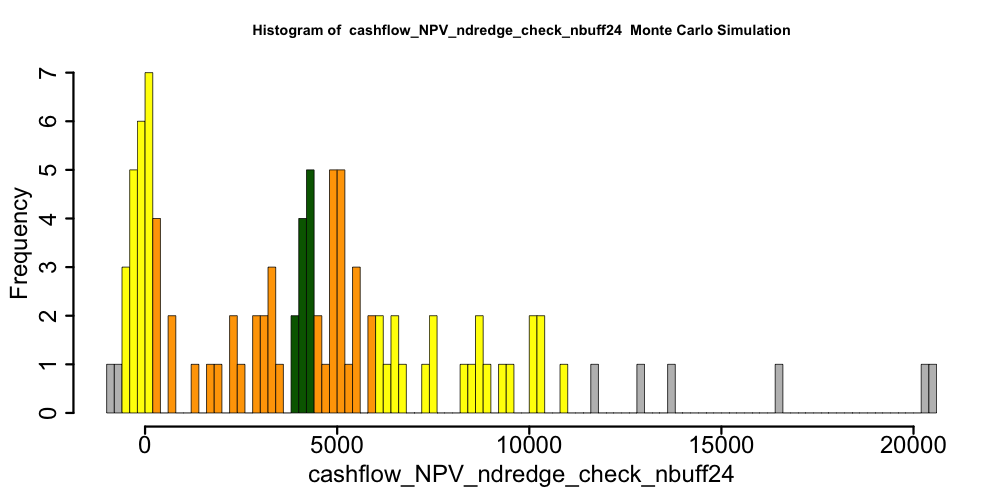 Histogram of  cashflow_NPV_ndredge_check_nbuff24  Monte Carlo Simulation
Frequency
7
6
5
4
3
2
1
0
0 5000 10000 15000 20000
cashflow_NPV_ndredge_check_nbuff24